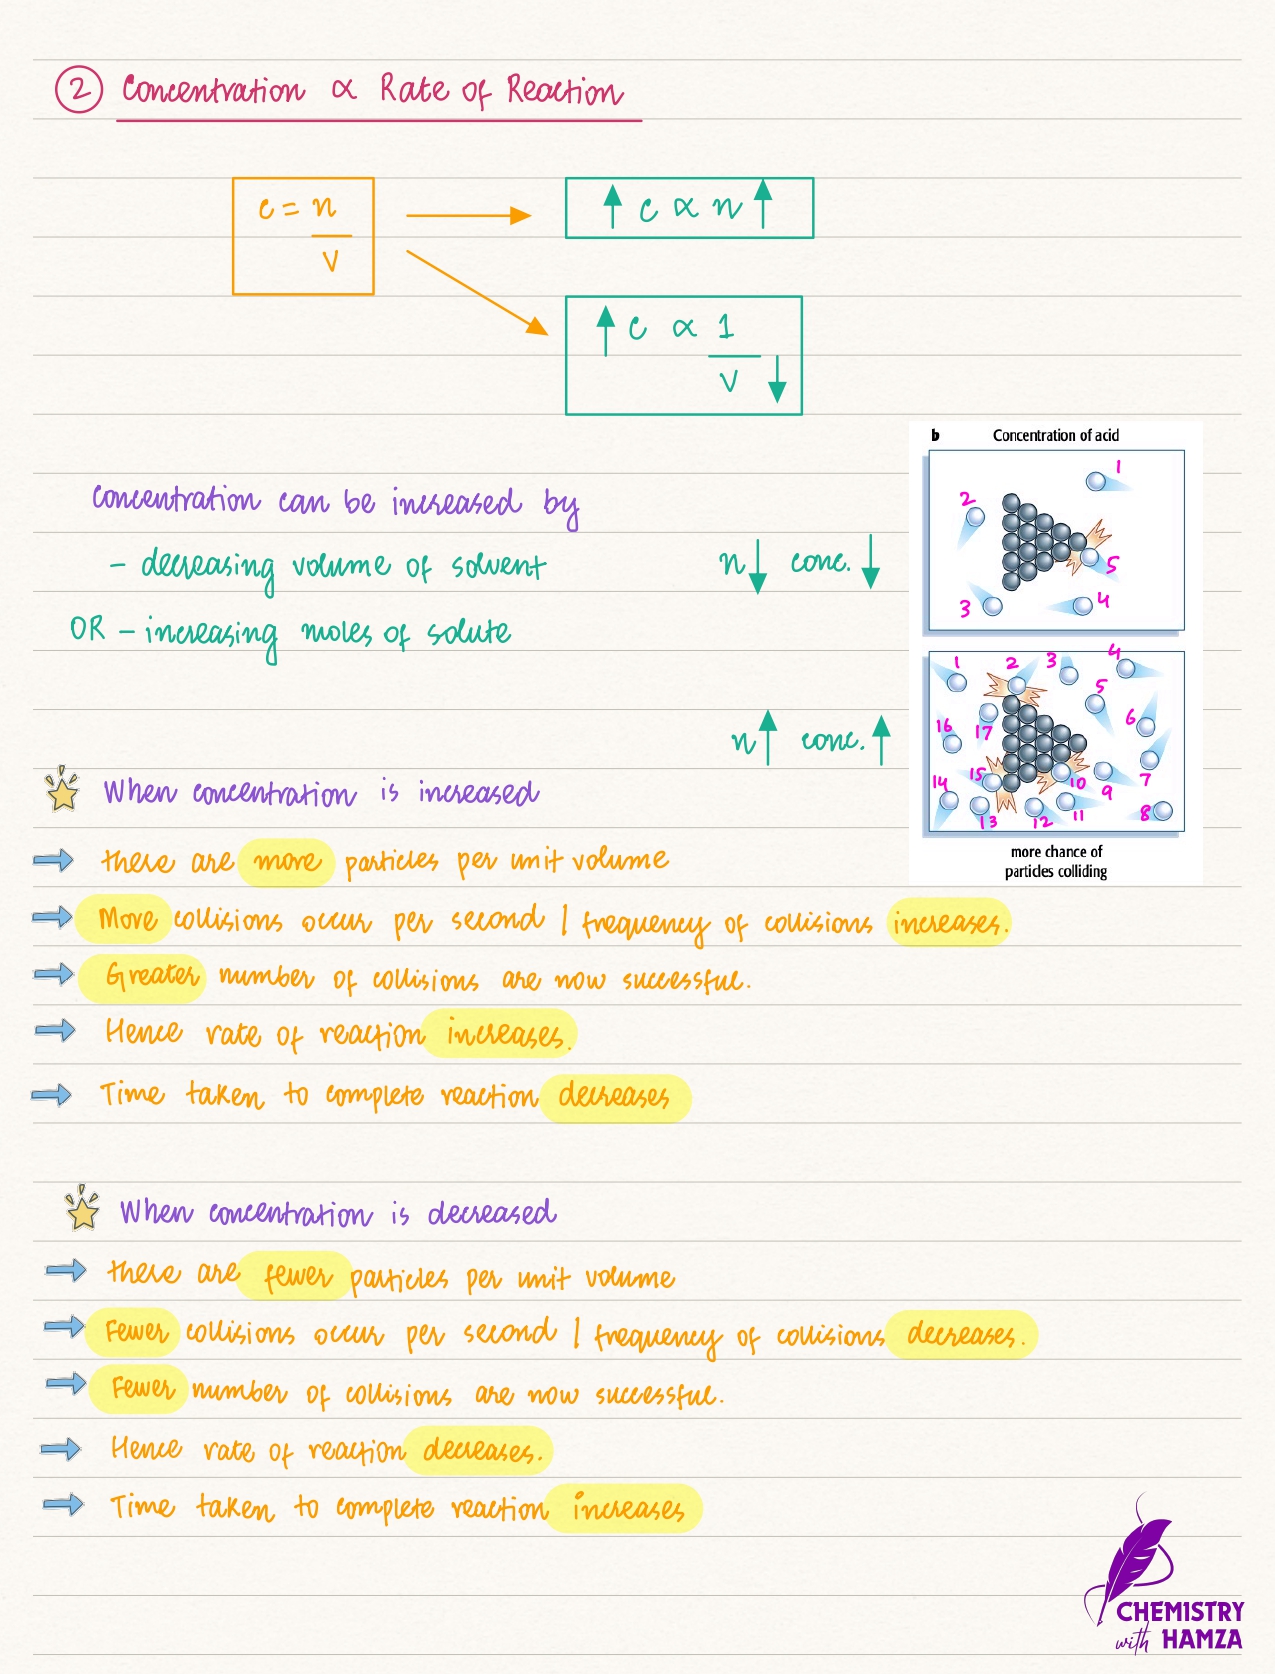 2 Concentration ∝ Rate of Reaction
c = n
v
↑ c ∝ n ↑
↑ c ∝ 1
v ↓
b Concentration of acid
1
2
5
3
4
Concentration can be increased by
- decreasing volume of solvent
n↓ conc. ↓
OR - increasing moles of solute
1
2
3
4
5
6
16
17
n↑ conc. ↑
14
15
10
9
7
13
12
11
8
When concentration is increased
more chance of
particles colliding
there are more particles per unit volume
More collisions occur per second / frequency of collisions increases.
Greater number of collisions are now successful.
Hence rate of reaction increases.
Time taken to complete reaction decreases
When concentration is decreased
there are fewer particles per unit volume
Fewer collisions occur per second / frequency of collisions decreases.
Fewer number of collisions are now successful.
Hence rate of reaction decreases.
Time taken to complete reaction increases
CHEMISTRY
with HAMZA